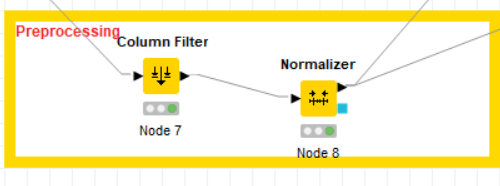 Preprocessing
Column Filter
Node 7
Normalizer
Node 8